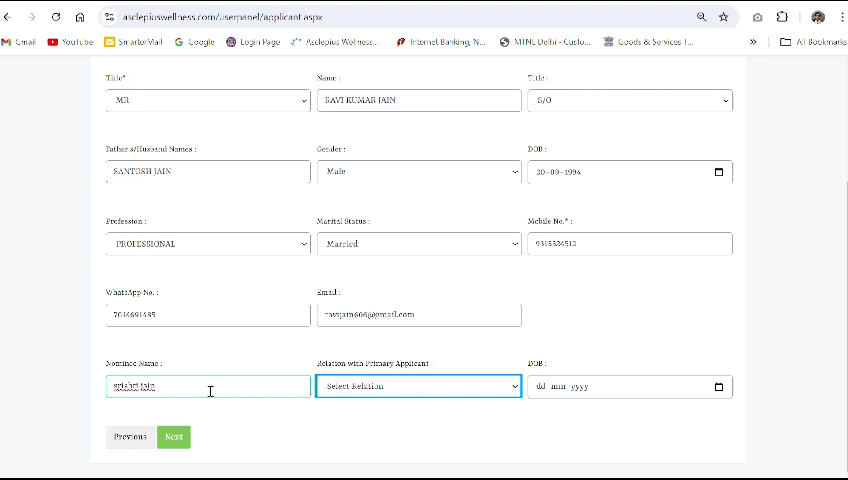 asclepiuswellness.com/userpanel/applicant.aspx
Gmail YouTube SmarterMail Google Login Page Asclepius Wellness... Internet Banking, N... MTNL Delhi - Custo... Goods & Services T... » All Bookmarks
Title* Name : Title :
MR RAVI KUMAR JAIN S/O
Father s/Husband Names : Gender : DOB :
SANTOSH JAIN Male 20-09-1994
Profession : Marital Status : Mobile No.* :
PROFESSIONAL Married 9315524512
WhatsApp No. : Email :
7014691435 ravijain606@gmail.com
Nominee Name : Relation with Primary Applicant : DOB :
srishti jain Select Relation dd-mm-yyyy
Previous Next